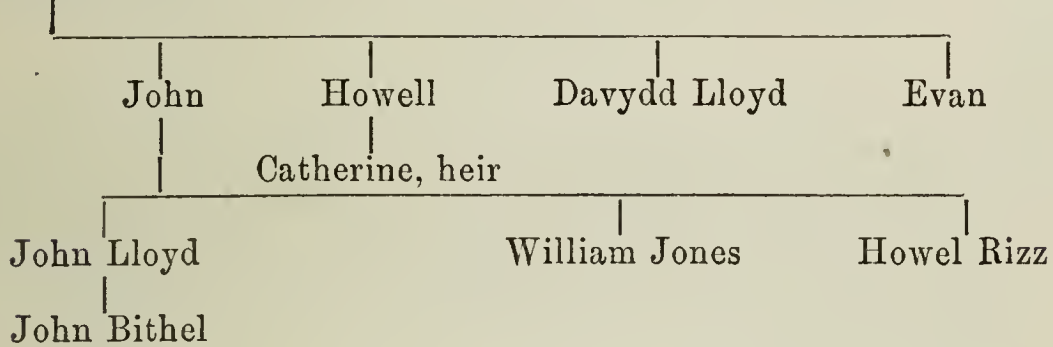 John Howell Davydd Lloyd Evan
Catherine, heir
John Lloyd William Jones Howel Rizz
John Bithel